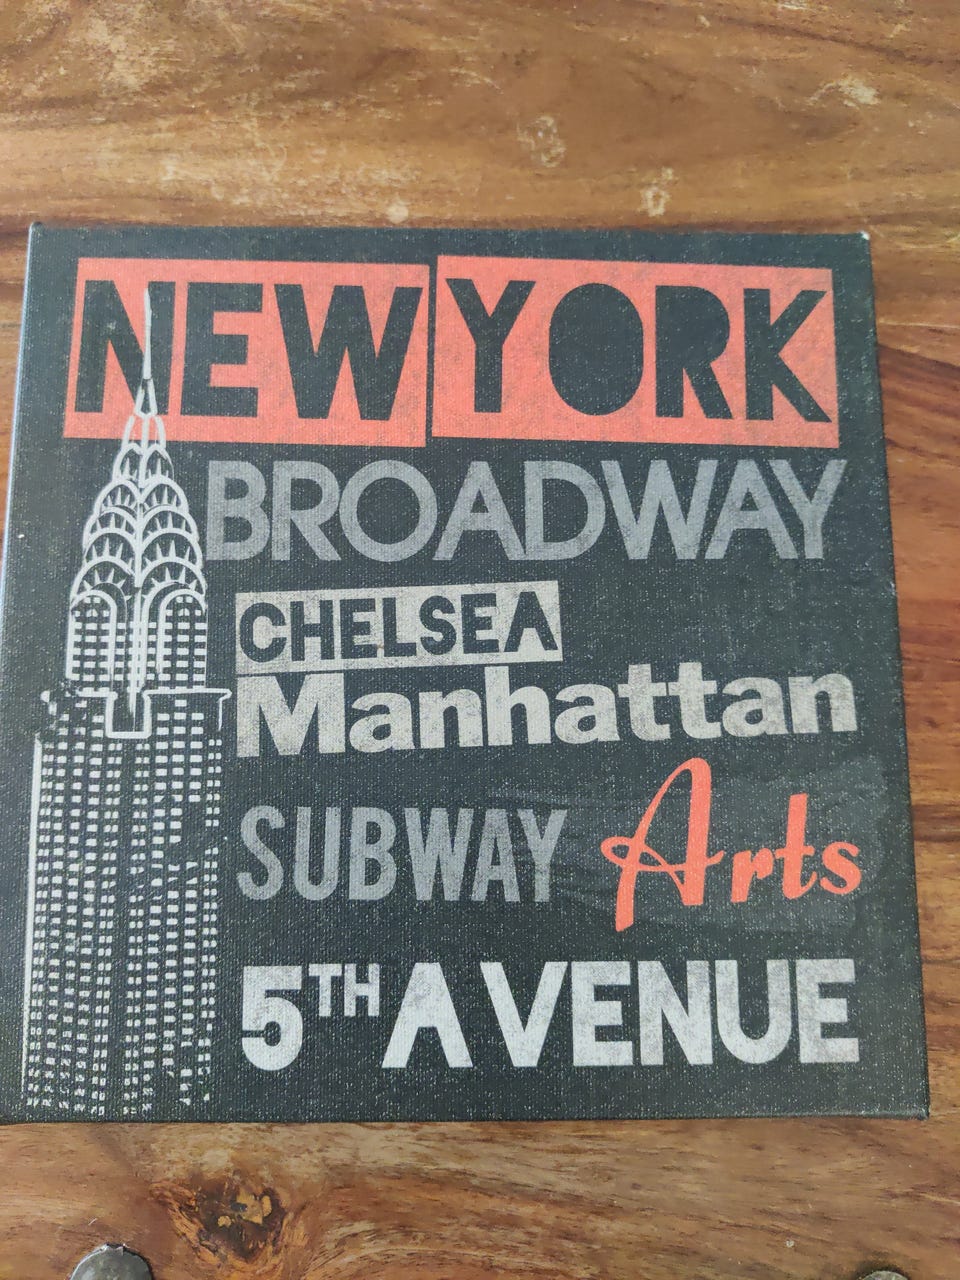 NEW YORK
BROADWAY
CHELSEA
Manhattan
SUBWAY Arts
5TH AVENUE